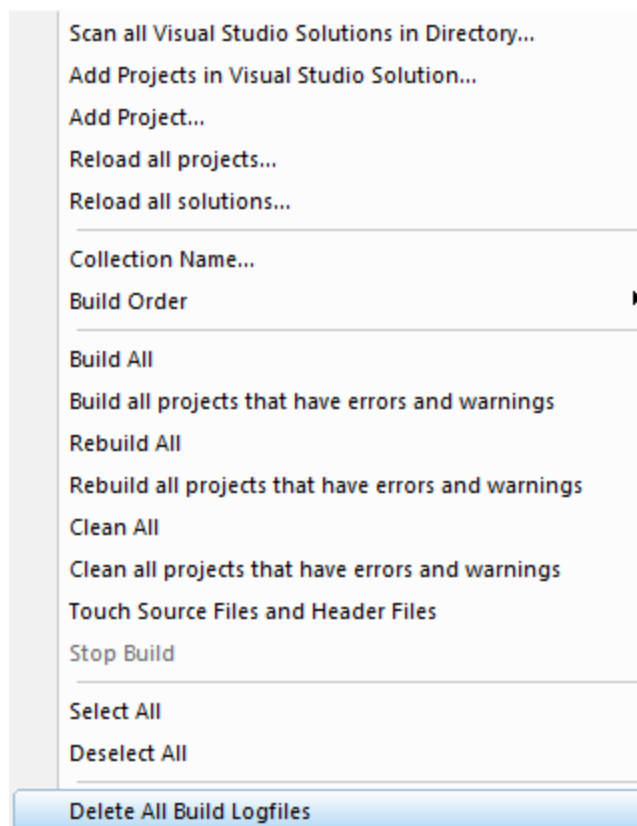 Scan all Visual Studio Solutions in Directory...
Add Projects in Visual Studio Solution...
Add Project...
Reload all projects...
Reload all solutions...
Collection Name...
Build Order
Build All
Build all projects that have errors and warnings
Rebuild All
Rebuild all projects that have errors and warnings
Clean All
Clean all projects that have errors and warnings
Touch Source Files and Header Files
Stop Build
Select All
Deselect All
Delete All Build Logfiles